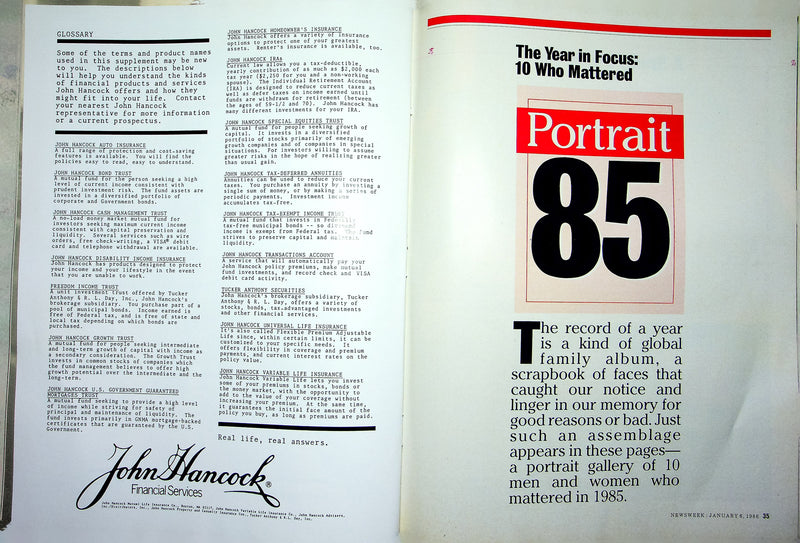 GLOSSARY
Some of the terms and product names
used in this supplement may be new
to you. The descriptions below
will help you understand the kinds
of financial products and services
John Hancock offers and how they
might fit into your life. Contact
your nearest John Hancock
representative for more information
or a current prospectus.
JOHN HANCOCK AUTO INSURANCE
A full range of protection and cost-saving
features is available. You will find the
policies easy to read, easy to understand.
JOHN HANCOCK BOND TRUST
A mutual fund for the person seeking a high
level of current income consistent with
prudent investment risk. The fund assets are
invested in a diversified portfolio of
corporate and Government bonds.
JOHN HANCOCK CASH MANAGEMENT TRUST
A no-load money market mutual fund for
investors seeking maximum current income
consistent with capital preservation and
liquidity. Several services such as wire
orders, free check-writing, a VISA® debit
card and telephone withdrawal are available.
JOHN HANCOCK DISABILITY INCOME INSURANCE
John Hancock has products designed to protect
your income and your lifestyle in the event
that you are unable to work.
FREEDOM INCOME TRUST
A unit investment trust offered by Tucker
Anthony & R. L. Day, Inc., John Hancock's
brokerage subsidiary. You purchase part of a
pool of municipal bonds. Income earned is
free of Federal tax, and is free of state and
local tax depending on which bonds are
purchased.
JOHN HANCOCK GROWTH TRUST
A mutual fund for people seeking intermediate
and long-term growth of capital with income as
a secondary consideration. The Growth Trust
invests in common stocks of companies which
the fund management believes to offer high
growth potential over the intermediate and the
long-term.
JOHN HANCOCK U.S. GOVERNMENT GUARANTEED
MORTGAGES TRUST
A mutual fund seeking to provide a high level
of income while striving for safety of
principal and maintenance of liquidity. The
fund invests primarily in GNMA mortgage-backed
certificates that are guaranteed by the U.S.
Government.
JOHN HANCOCK HOMEOWNER'S INSURANCE
John Hancock offers a variety of insurance
options to protect one of your greatest
assets. Renter's insurance is available, too.
JOHN HANCOCK IRAs
Current law allows you a tax-deductible,
yearly contribution of as much as $2,000 each
tax year ($2,250 for you and a non-working
spouse). The Individual Retirement Account
(IRA) is designed to reduce current taxes as
well as defer taxes on income earned until
funds are withdrawn for retirement (between
the ages of 59-1/2 and 70). John Hancock has
many different investments for your IRA.
JOHN HANCOCK SPECIAL EQUITIES TRUST
A mutual fund for people seeking growth of
capital. It invests in a diversified
portfolio of stocks primarily of emerging
growth companies and of companies in special
situations. For investors willing to assume
greater risks in the hope of realizing greater
than usual gain.
JOHN HANCOCK TAX-DEFERRED ANNUITIES
Annuities can be used to reduce your current
taxes. You purchase an annuity by investing a
single sum of money, or by making a series of
periodic payments. Investment income
accumulates tax-free.
JOHN HANCOCK TAX-EXEMPT INCOME TRUST
A mutual fund that invests in Federally
tax-free municipal bonds -- so dividend
income is exempt from Federal tax. The fund
strives to preserve capital and maintain
liquidity.
JOHN HANCOCK TRANSACTIONS ACCOUNT
A service that will automatically pay your
John Hancock policy premiums, make mutual
fund investments, and record check and VISA
debit card activity.
TUCKER ANTHONY SECURITIES
John Hancock's brokerage subsidiary, Tucker
Anthony & R. L. Day, offers a variety of
stocks, bonds, tax-advantaged investments
and other financial services.
JOHN HANCOCK UNIVERSAL LIFE INSURANCE
It's also called Flexible Premium Adjustable
Life since, within certain limits, it can be
customized to your specific needs. It
offers flexibility in coverage and premium
payments, and current interest rates on the
policy value.
JOHN HANCOCK VARIABLE LIFE INSURANCE
John Hancock Variable Life lets you invest
some of your premiums in stocks, bonds or
the money market, with the opportunity to
add to the value of your coverage without
increasing your premium. At the same time,
it guarantees the initial face amount of the
policy you buy, as long as premiums are paid.
Real life, real answers.
John Hancock®
Financial Services
John Hancock Mutual Life Insurance Co., Boston, MA 02117, John Hancock Variable Life Insurance Co., John Hancock Advisers,
Inc./Distributors, Inc., John Hancock Property and Casualty Insurance Cos., Tucker Anthony & R.L. Day, Inc.
The Year in Focus:
10 Who Mattered
Portrait
85
The record of a year
is a kind of global
family album, a
scrapbook of faces that
caught our notice and
linger in our memory for
good reasons or bad. Just
such an assemblage
appears in these pages—
a portrait gallery of 10
men and women who
mattered in 1985.
NEWSWEEK: JANUARY 6, 1986 35